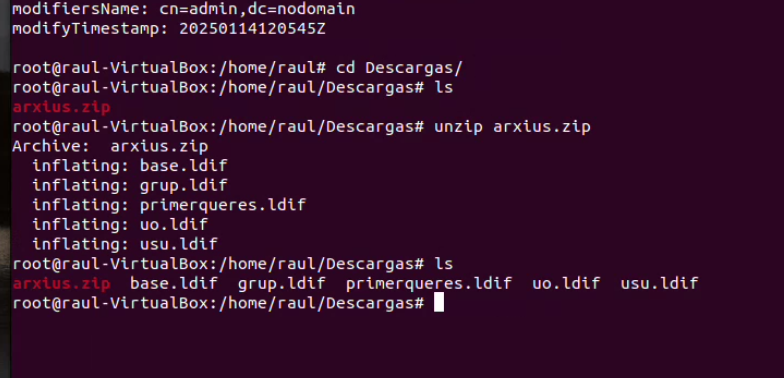 modifiersName: cn=admin,dc=nodomain
modifyTimestamp: 20250114120545Z
root@raul-VirtualBox:/home/raul# cd Descargas/
root@raul-VirtualBox:/home/raul/Descargas# ls
arxius.zip
root@raul-VirtualBox:/home/raul/Descargas# unzip arxius.zip
Archive:  arxius.zip
  inflating: base.ldif
  inflating: grup.ldif
  inflating: primerqueres.ldif
  inflating: uo.ldif
  inflating: usu.ldif
root@raul-VirtualBox:/home/raul/Descargas# ls
arxius.zip  base.ldif  grup.ldif  primerqueres.ldif  uo.ldif  usu.ldif
root@raul-VirtualBox:/home/raul/Descargas#